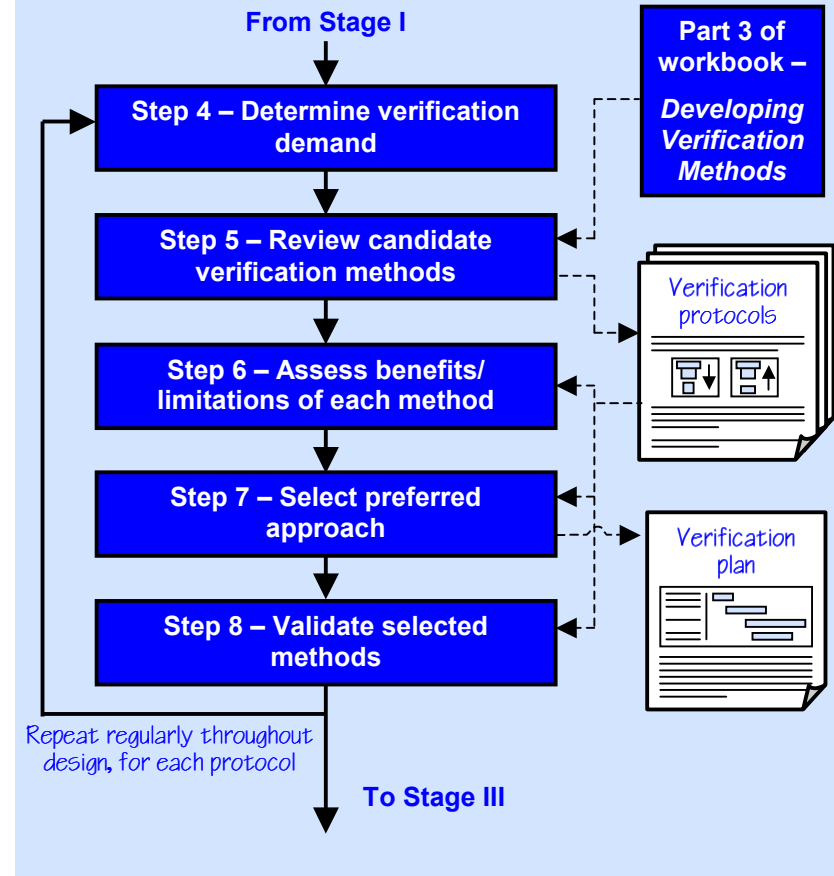 From Stage I
Part 3 of
workbook –
Developing
Verification
Methods
Step 4 – Determine verification
demand
Step 5 – Review candidate
verification methods
Verification
protocols
Step 6 – Assess benefits/
limitations of each method
Step 7 – Select preferred
approach
Verification
plan
Step 8 – Validate selected
methods
Repeat regularly throughout
design, for each protocol
To Stage III